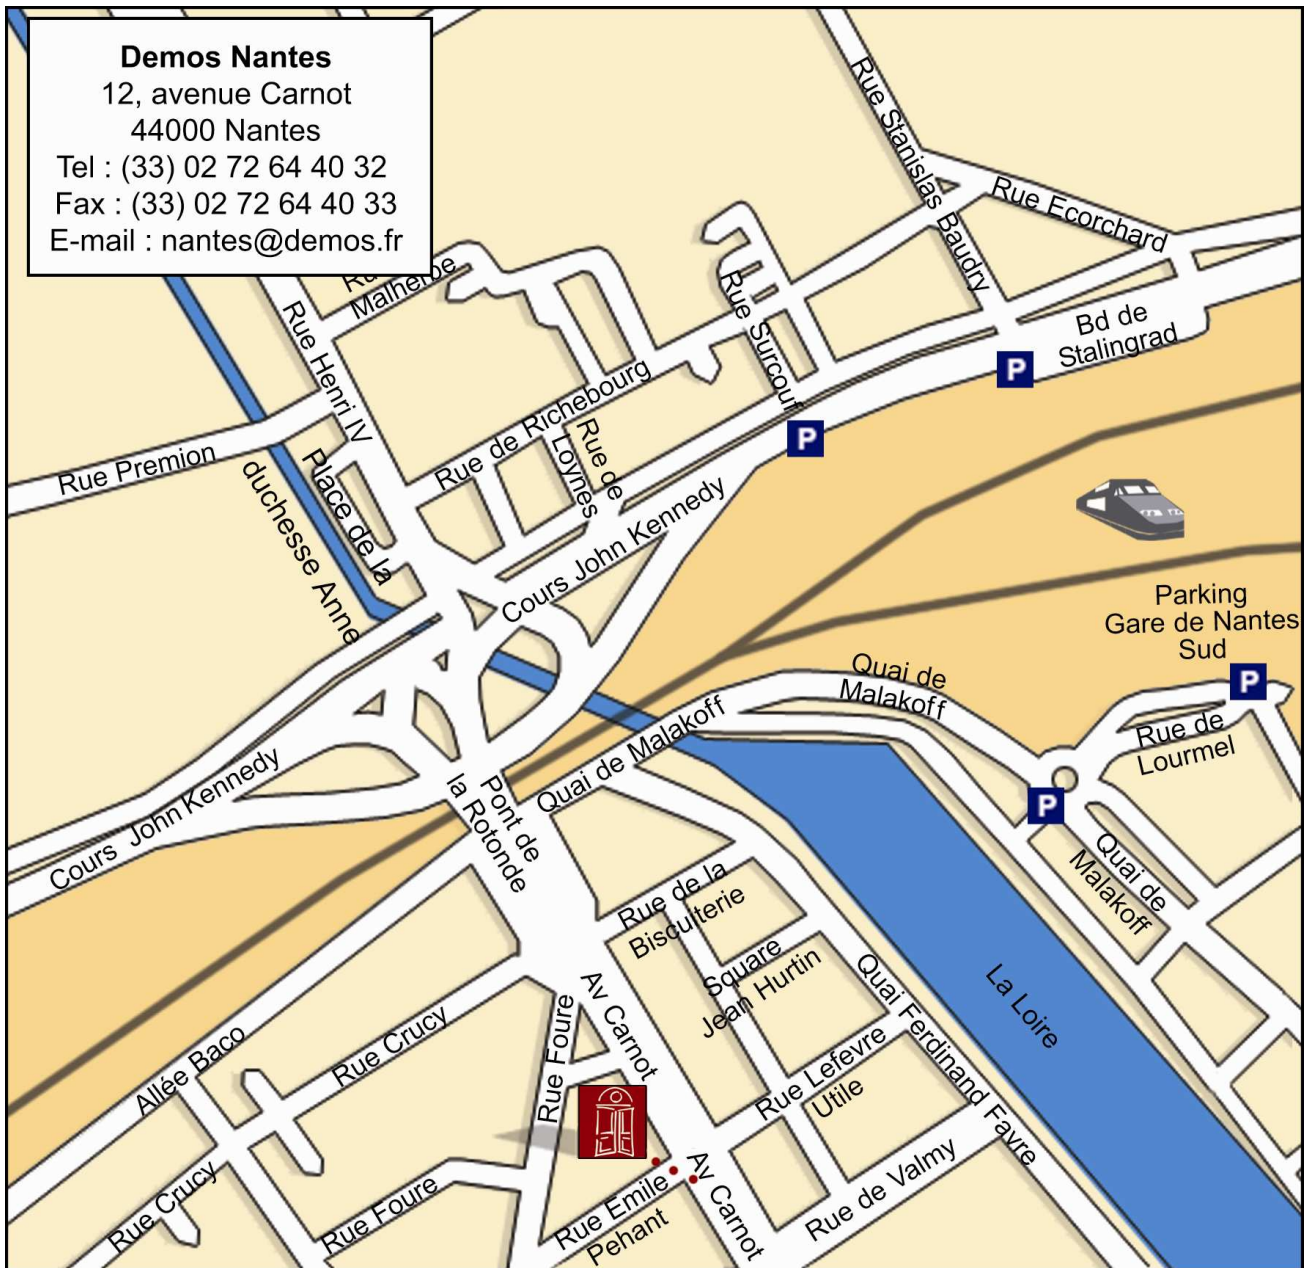 Demos Nantes
12, avenue Carnot
44000 Nantes
Tel : (33) 02 72 64 40 32
Fax : (33) 02 72 64 40 33
E-mail : nantes@demos.fr
Rue Stanislas Baudry
Rue Ecorchard
Malherbe
Rue Henri IV
Rue Surcouf
Bd de
Stalingrad
P
P
Rue de Richebourg
Rue de
Loynes
Rue Premion
Place de la
duchesse Anne
Cours John Kennedy
Parking
Gare de Nantes
Sud
P
Quai de
Malakoff
Rue de
Lourmel
Quai de Malakoff
P
Cours John Kennedy
Pont de
la Rotonde
Quai de
Malakoff
Rue de la
Biscuiterie
Square
Jean Hurtin
La Loire
Quai Ferdinand Favre
Av Carnot
Rue Foure
Rue Crucy
Allée Baco
Rue Lefevre
Utile
Rue de Valmy
Av Carnot
Rue Emile
Pehant
Rue Foure
Rue Crucy